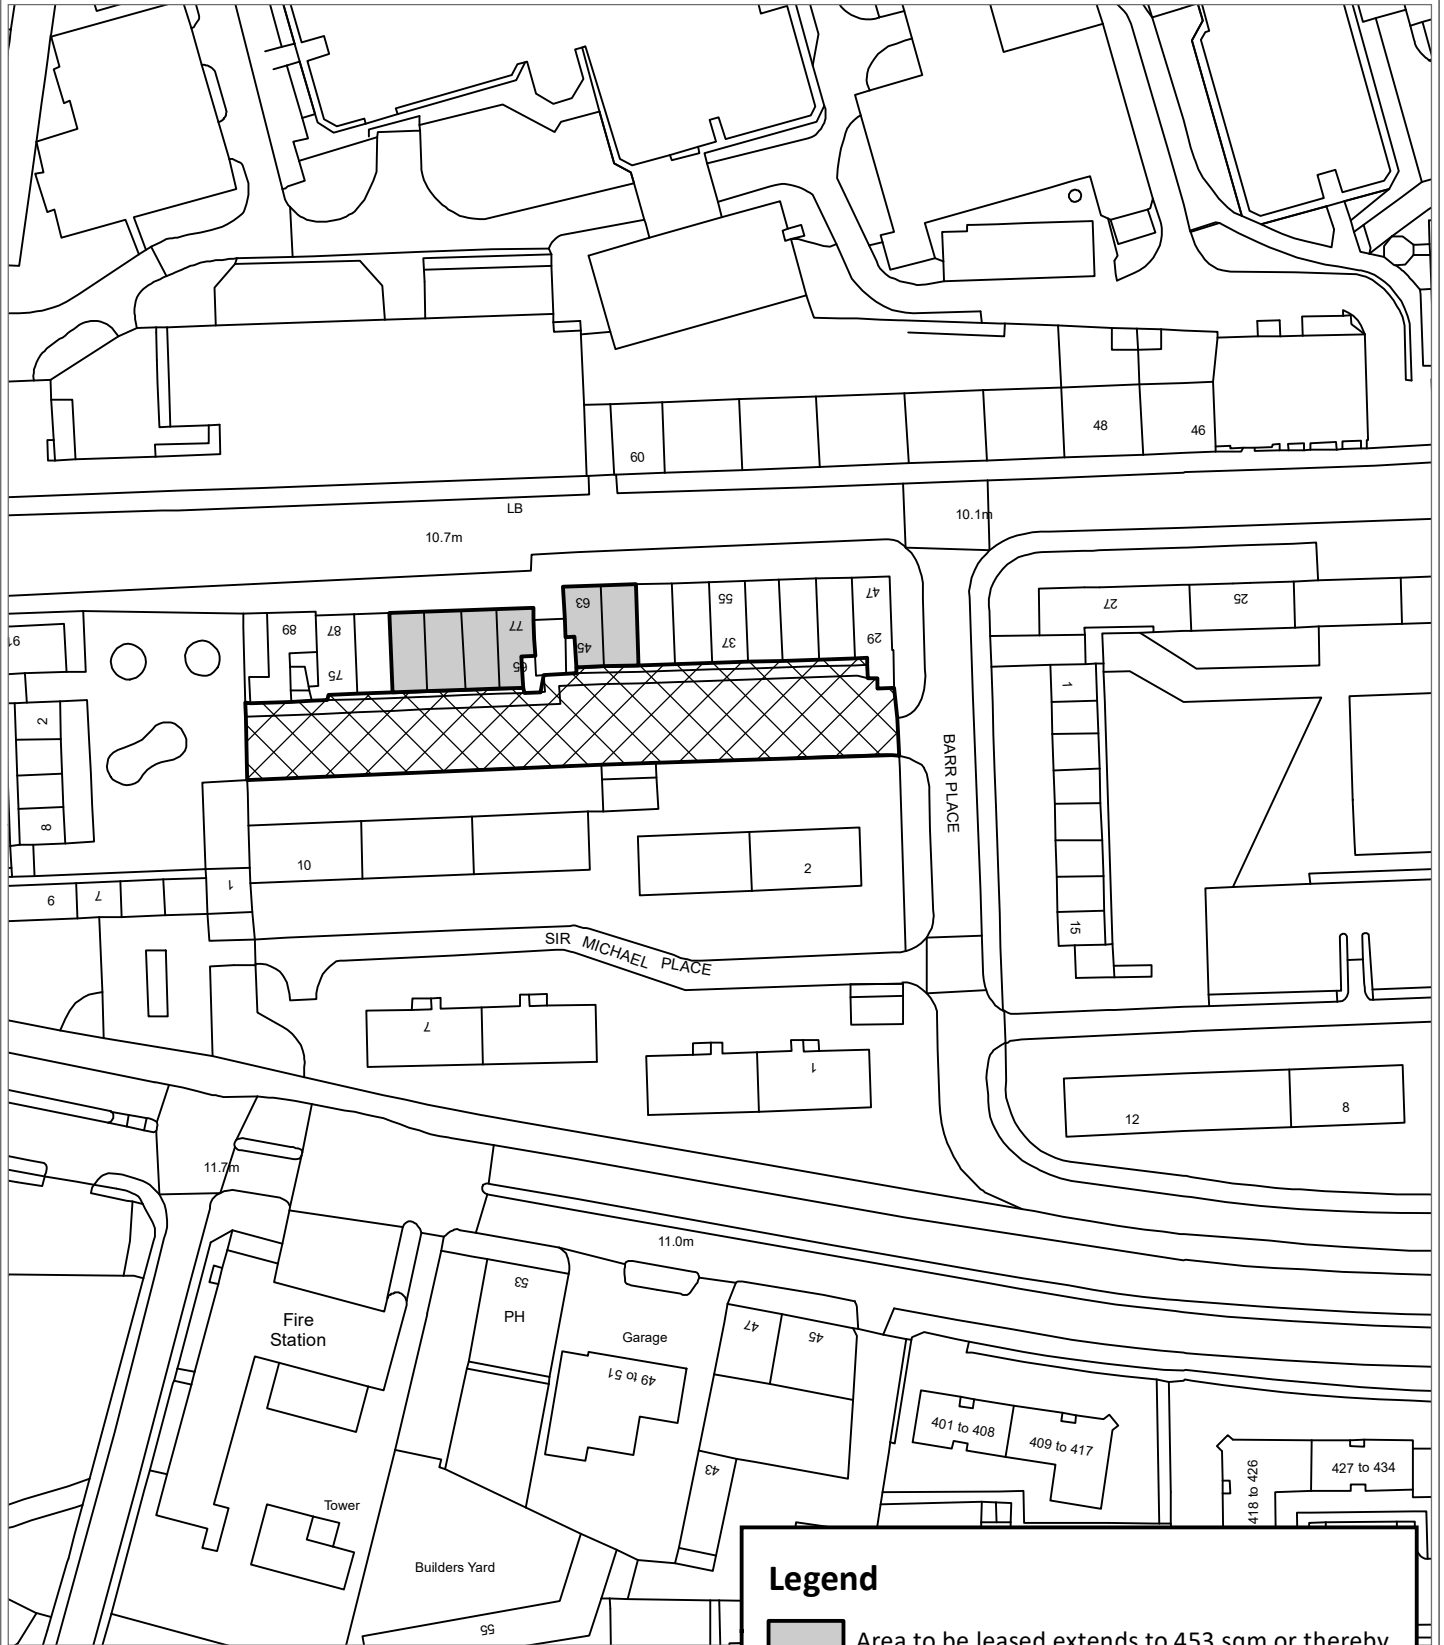 60
48
46
LB
10.7m
10.1m
91
89
87
75
77
65
63
45
55
37
47
29
27
25
2
8
1
BARR PLACE
10
2
6
7
1
15
SIR MICHAEL PLACE
7
1
12
8
11.7m
11.0m
Fire
Station
53
PH
Garage
49 to 51
47
45
43
401 to 408
409 to 417
418 to 426
427 to 434
Tower
Builders Yard
55
Legend
Area to be leased extends to 453 sqm or thereby